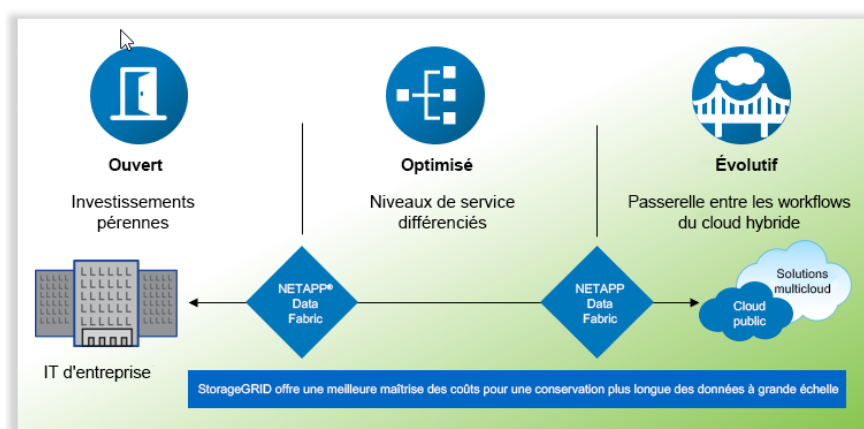 Ouvert
Investissements
pérennes
Optimisé
Niveaux de service
différenciés
Évolutif
Passerelle entre les workflows
du cloud hybride
IT d'entreprise
NETAPP®
Data
Fabric
NETAPP
Data
Fabric
Solutions
multicloud
Cloud
public
StorageGRID offre une meilleure maîtrise des coûts pour une conservation plus longue des données à grande échelle